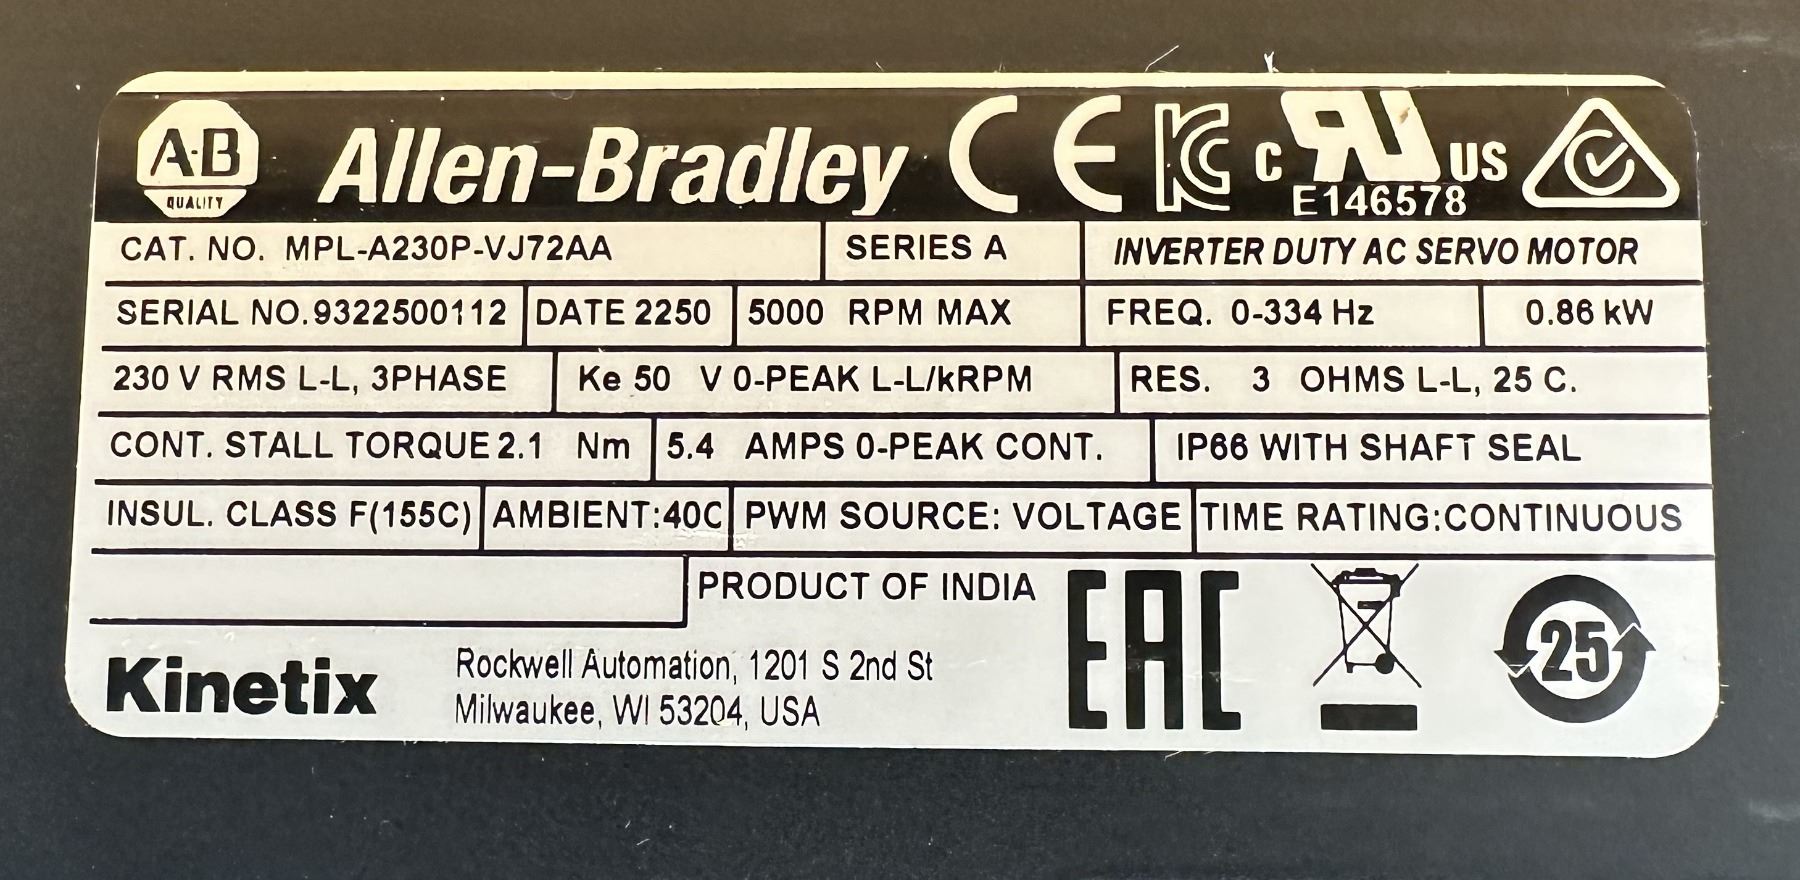 A-B QUALITY Allen-Bradley CE KC C RU US
E146578
CAT. NO. MPL-A230P-VJ72AA SERIES A INVERTER DUTY AC SERVO MOTOR
SERIAL NO. 9322500112 DATE 2250 5000 RPM MAX FREQ. 0-334 Hz 0.86 kW
230 V RMS L-L, 3PHASE Ke 50 V 0-PEAK L-L/kRPM RES. 3 OHMS L-L, 25 C.
CONT. STALL TORQUE 2.1 Nm 5.4 AMPS 0-PEAK CONT. IP66 WITH SHAFT SEAL
INSUL. CLASS F(155C) AMBIENT:40C PWM SOURCE: VOLTAGE TIME RATING:CONTINUOUS
PRODUCT OF INDIA
Kinetix Rockwell Automation, 1201 S 2nd St EAC 25
Milwaukee, WI 53204, USA